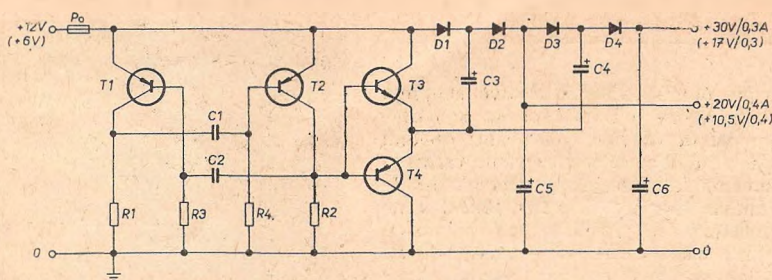 +12V
(+6V)
Po
T1
T2
T3
T4
C1
C2
R1
R3
R4
R2
D1
D2
D3
D4
C3
C4
C5
C6
+30V/0,3A
(+17V/0,3)
+20V/0,4A
(+10,5V/0,4)
0
0